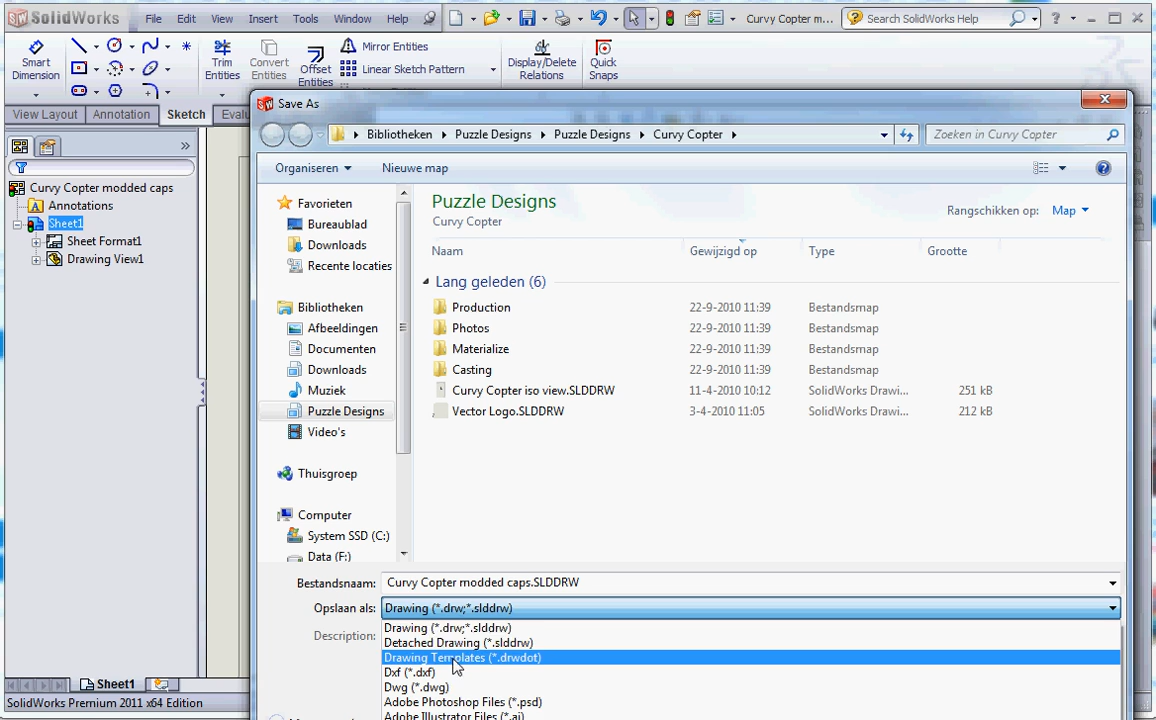 SolidWorks File Edit View Insert Tools Window Help Curvy Copter m... Search SolidWorks Help
Smart Dimension
Trim Entities
Convert Entities
Offset Entities
Mirror Entities
Linear Sketch Pattern
Display/Delete Relations
Quick Snaps
View Layout Annotation Sketch Evalu
Curvy Copter modded caps
Annotations
Sheet1
Sheet Format1
Drawing View1
Save As
Bibliotheken Puzzle Designs Puzzle Designs Curvy Copter Zoeken in Curvy Copter
Organiseren Nieuwe map
Favorieten
Bureaublad
Downloads
Recente locaties
Bibliotheken
Afbeeldingen
Documenten
Downloads
Muziek
Puzzle Designs
Video's
Thuisgroep
Computer
System SSD (C:)
Data (F:)
Puzzle Designs
Curvy Copter
Rangschikken op: Map
Naam Gewijzigd op Type Grootte
Lang geleden (6)
Production 22-9-2010 11:39 Bestandsmap
Photos 22-9-2010 11:39 Bestandsmap
Materialize 22-9-2010 11:39 Bestandsmap
Casting 22-9-2010 11:39 Bestandsmap
Curvy Copter iso view.SLDDRW 11-4-2010 10:12 SolidWorks Drawi... 251 kB
Vector Logo.SLDDRW 3-4-2010 11:05 SolidWorks Drawi... 212 kB
Bestandsnaam: Curvy Copter modded caps.SLDDRW
Opslaan als: Drawing (*.drw;*.slddrw)
Description:
Drawing (*.drw;*.slddrw)
Detached Drawing (*.slddrw)
Drawing Templates (*.drwdot)
Dxf (*.dxf)
Dwg (*.dwg)
Adobe Photoshop Files (*.psd)
Adobe Illustrator Files (*.ai)
Sheet1
SolidWorks Premium 2011 x64 Edition